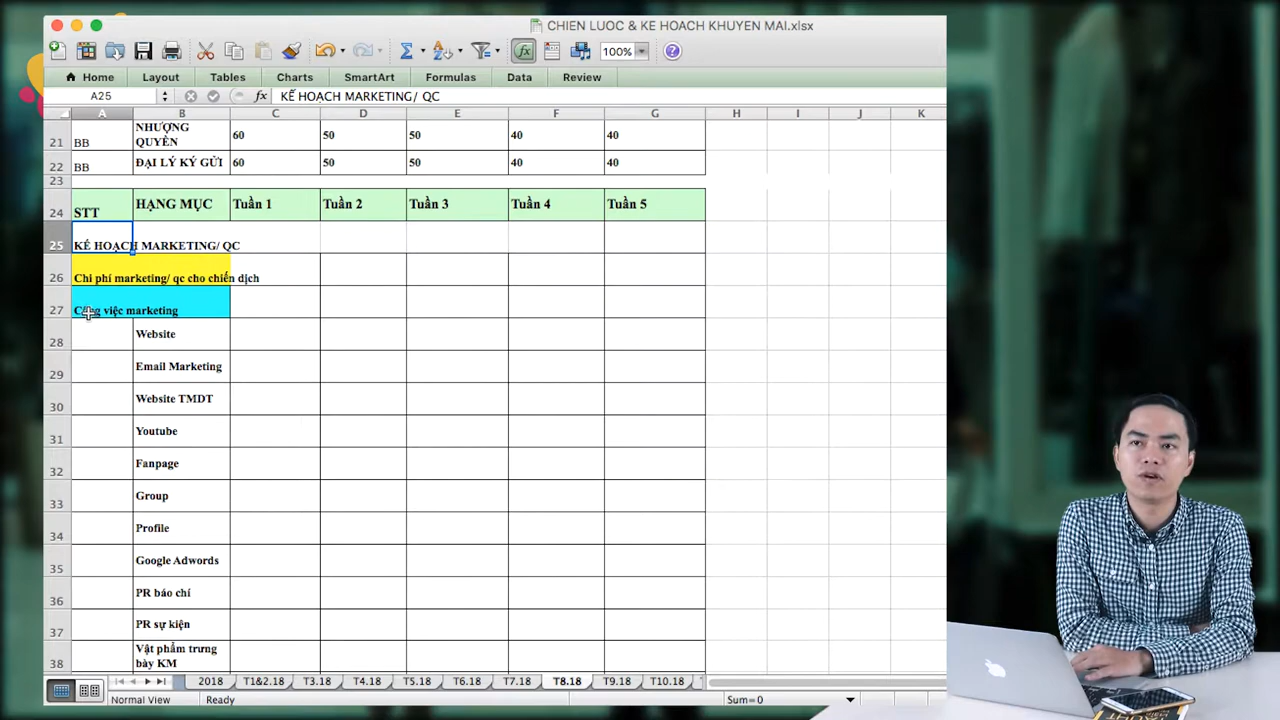 CHIEN LUOC & KE HOACH KHUYEN MAI.xlsx
100%
Home Layout Tables Charts SmartArt Formulas Data Review
A25 fx KẾ HOẠCH MARKETING/ QC
A B C D E F G H I J K
21 BB NHƯỢNG QUYỀN 60 50 50 40 40
22 BB ĐẠI LÝ KÝ GỬI 60 50 50 40 40
23
24 STT HẠNG MỤC Tuần 1 Tuần 2 Tuần 3 Tuần 4 Tuần 5
25 KẾ HOẠCH MARKETING/ QC
26 Chi phí marketing/ qc cho chiến dịch
27 Công việc marketing
28 Website
29 Email Marketing
30 Website TMDT
31 Youtube
32 Fanpage
33 Group
34 Profile
35 Google Adwords
36 PR báo chí
37 PR sự kiện
38 Vật phẩm trưng bày KM
2018 T1&2.18 T3.18 T4.18 T5.18 T6.18 T7.18 T8.18 T9.18 T10.18
Normal View Ready Sum=0